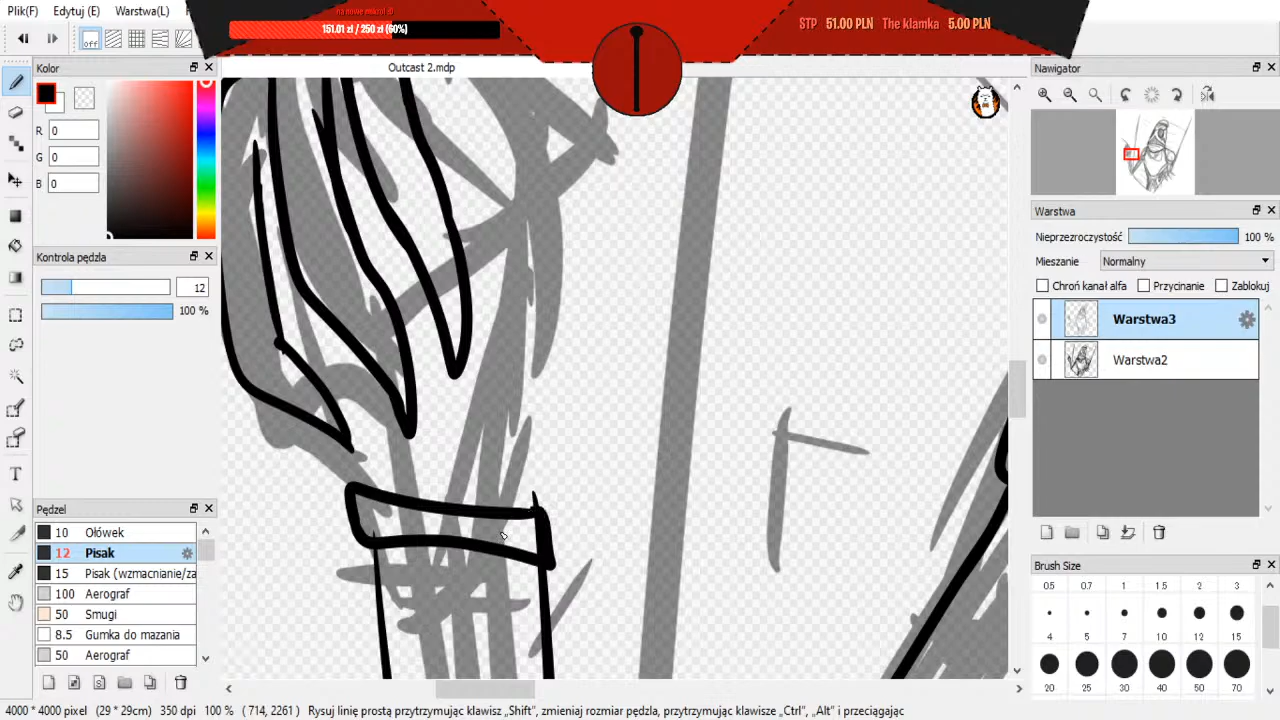 Plik(F) Edytuj (E) Warstwa(L)
na nowe mikro! :D
151.01 zł / 250 zł (60%)
STP 51.00 PLN The klamka 5.00 PLN
Kolor
Outcast 2.mdp
Nawigator
off
R 0
G 0
B 0
Warstwa
Nieprzezroczystość 100 %
Kontrola pędzla
Mieszanie Normalny
Chroń kanał alfa Przycinanie Zablokuj
12
100 %
Warstwa3
Warstwa2
T
Pędzel
10 Ołówek
12 Pisak
15 Pisak (wzmacnianie/za
100 Aerograf
50 Smugi
8.5 Gumka do mazania
50 Aerograf
Brush Size
0.5 0.7 1 1.5 2 3
4 5 7 10 12 15
20 25 30 40 50 70
4000 * 4000 pixel (29 * 29cm) 350 dpi 100 % ( 714, 2261 ) Rysuj linię prostą przytrzymując klawisz „Shift”, zmieniaj rozmiar pędzla, przytrzymując klawisze „Ctrl”, „Alt” i przeciągając